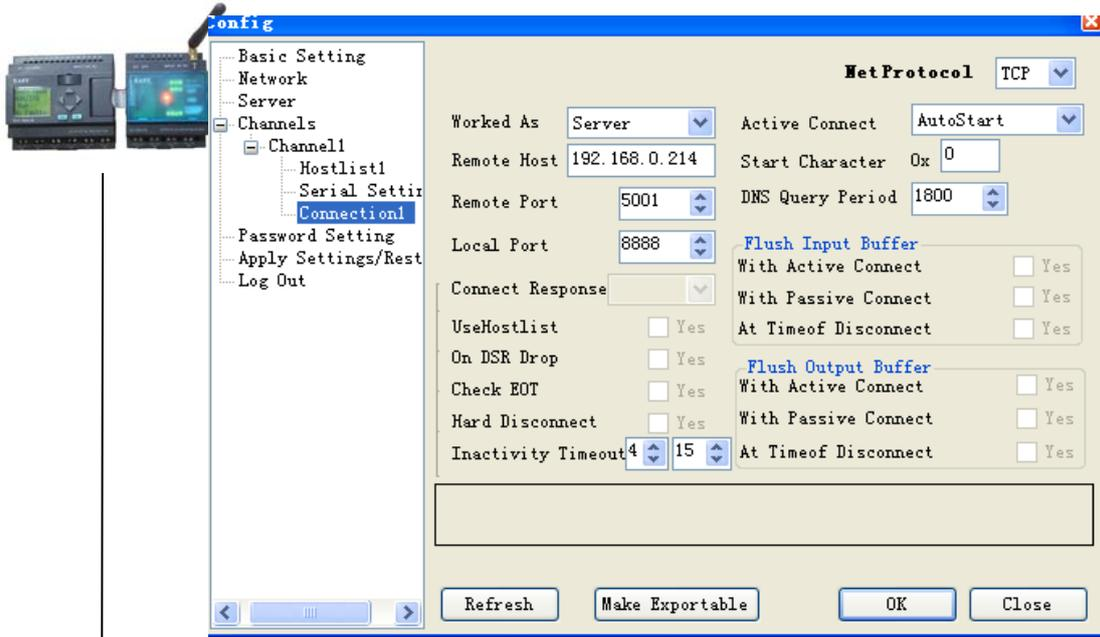 Config
Basic Setting
Network
Server
Channels
Channel1
Hostlist1
Serial Settin
Connection1
Password Setting
Apply Settings/Rest
Log Out
NetProtocol TCP
Worked As Server Active Connect AutoStart
Remote Host 192.168.0.214 Start Character 0x 0
Remote Port 5001 DNS Query Period 1800
Local Port 8888
Connect Response
UseHostlist Yes
On DSR Drop Yes
Check EOT Yes
Hard Disconnect Yes
Inactivity Timeout 4 15
Flush Input Buffer
With Active Connect Yes
With Passive Connect Yes
At Timeof Disconnect Yes
Flush Output Buffer
With Active Connect Yes
With Passive Connect Yes
At Timeof Disconnect Yes
Refresh Make Exportable OK Close